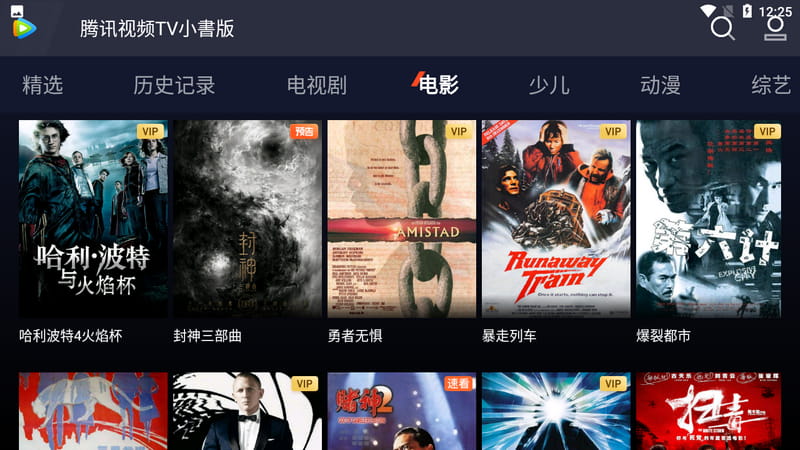 12:25
腾讯视频TV小書版
精选
历史记录
电视剧
电影
少儿
动漫
综艺
VIP
预告
VIP
VIP
VIP
哈利·波特
与火焰杯
封神
AMISTAD
Runaway
Train
第六计
哈利波特4火焰杯
封神三部曲
勇者无惧
暴走列车
爆裂都市
VIP
速看
VIP
赌神2
扫毒